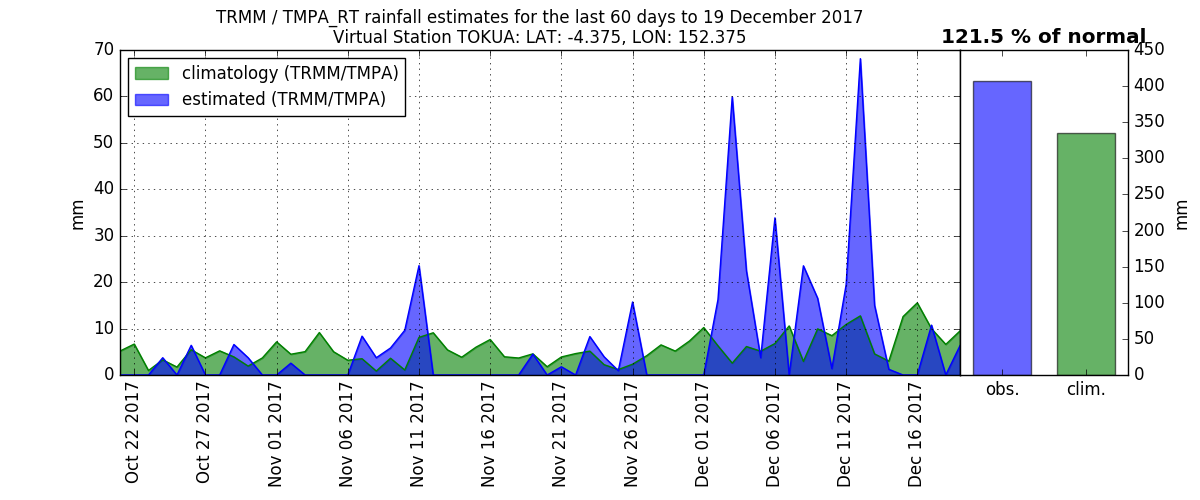 TRMM / TMPA_RT rainfall estimates for the last 60 days to 19 December 2017
Virtual Station TOKUA: LAT: -4.375, LON: 152.375
121.5 % of normal
climatology (TRMM/TMPA)
estimated (TRMM/TMPA)
mm
70
60
50
40
30
20
10
0
Oct 22 2017
Oct 27 2017
Nov 01 2017
Nov 06 2017
Nov 11 2017
Nov 16 2017
Nov 21 2017
Nov 26 2017
Dec 01 2017
Dec 06 2017
Dec 11 2017
Dec 16 2017
450
400
350
300
250
200
150
100
50
0
mm
obs.
clim.